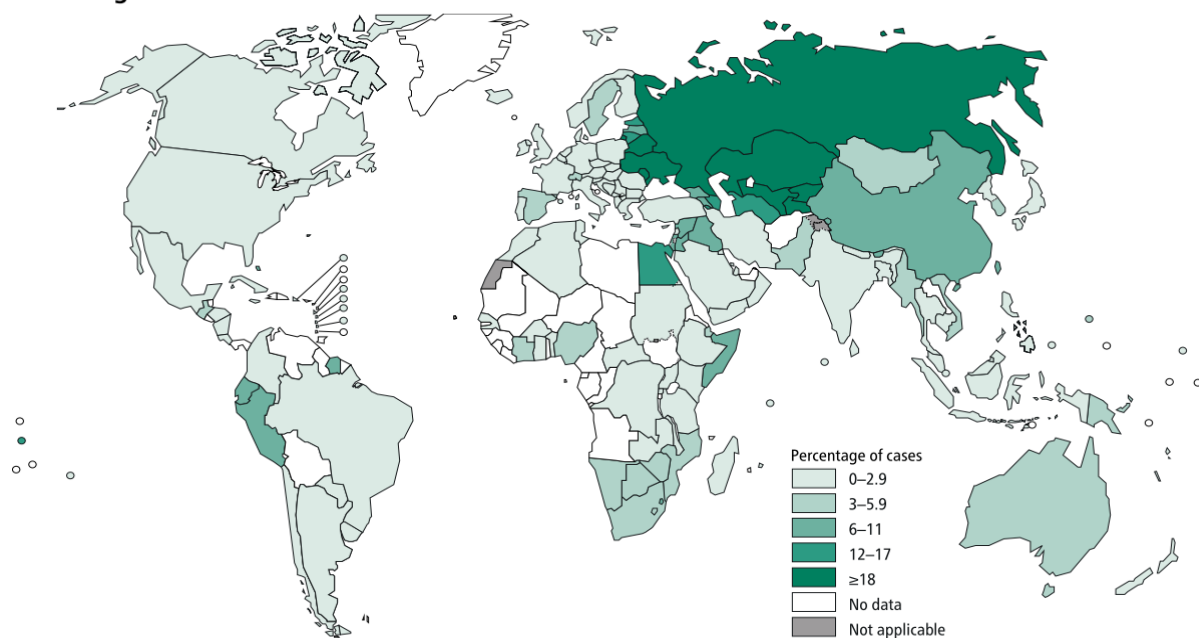 Percentage of cases
0–2.9
3–5.9
6–11
12–17
≥18
No data
Not applicable